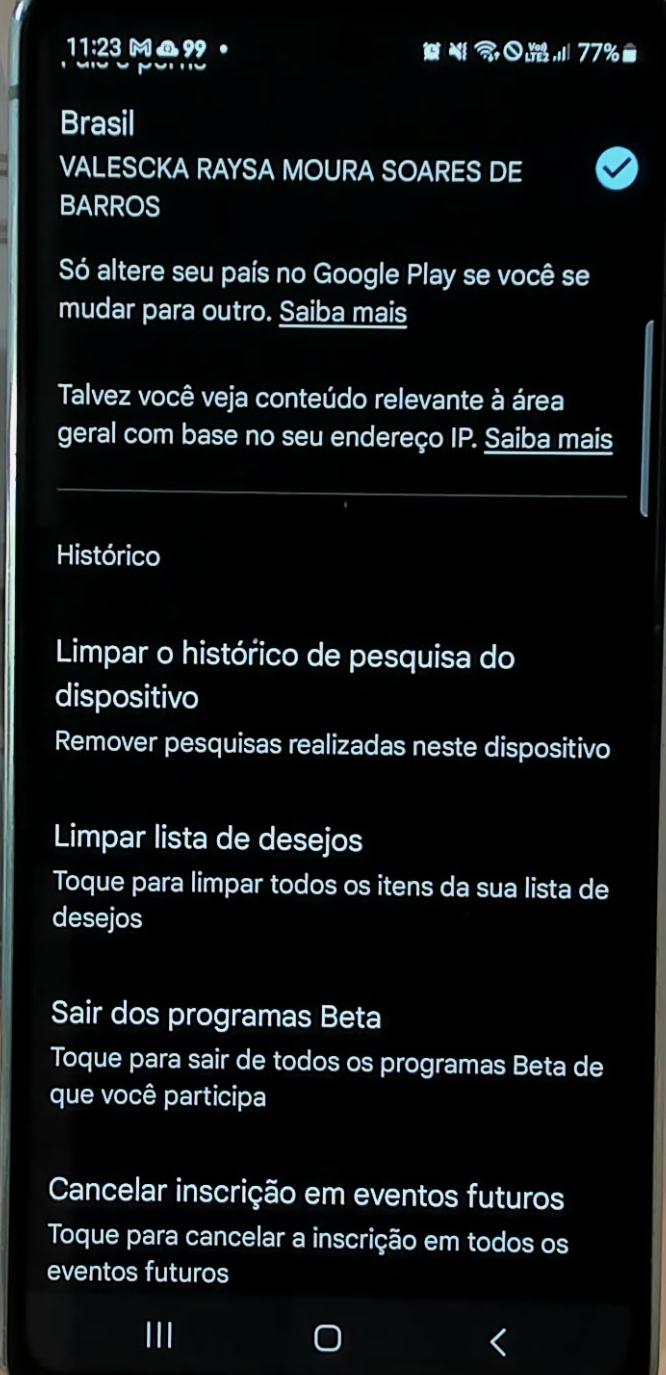 11:23 99 77%
Brasil
VALESCKA RAYSA MOURA SOARES DE
BARROS
Só altere seu país no Google Play se você se
mudar para outro. Saiba mais
Talvez você veja conteúdo relevante à área
geral com base no seu endereço IP. Saiba mais
Histórico
Limpar o histórico de pesquisa do
dispositivo
Remover pesquisas realizadas neste dispositivo
Limpar lista de desejos
Toque para limpar todos os itens da sua lista de
desejos
Sair dos programas Beta
Toque para sair de todos os programas Beta de
que você participa
Cancelar inscrição em eventos futuros
Toque para cancelar a inscrição em todos os
eventos futuros